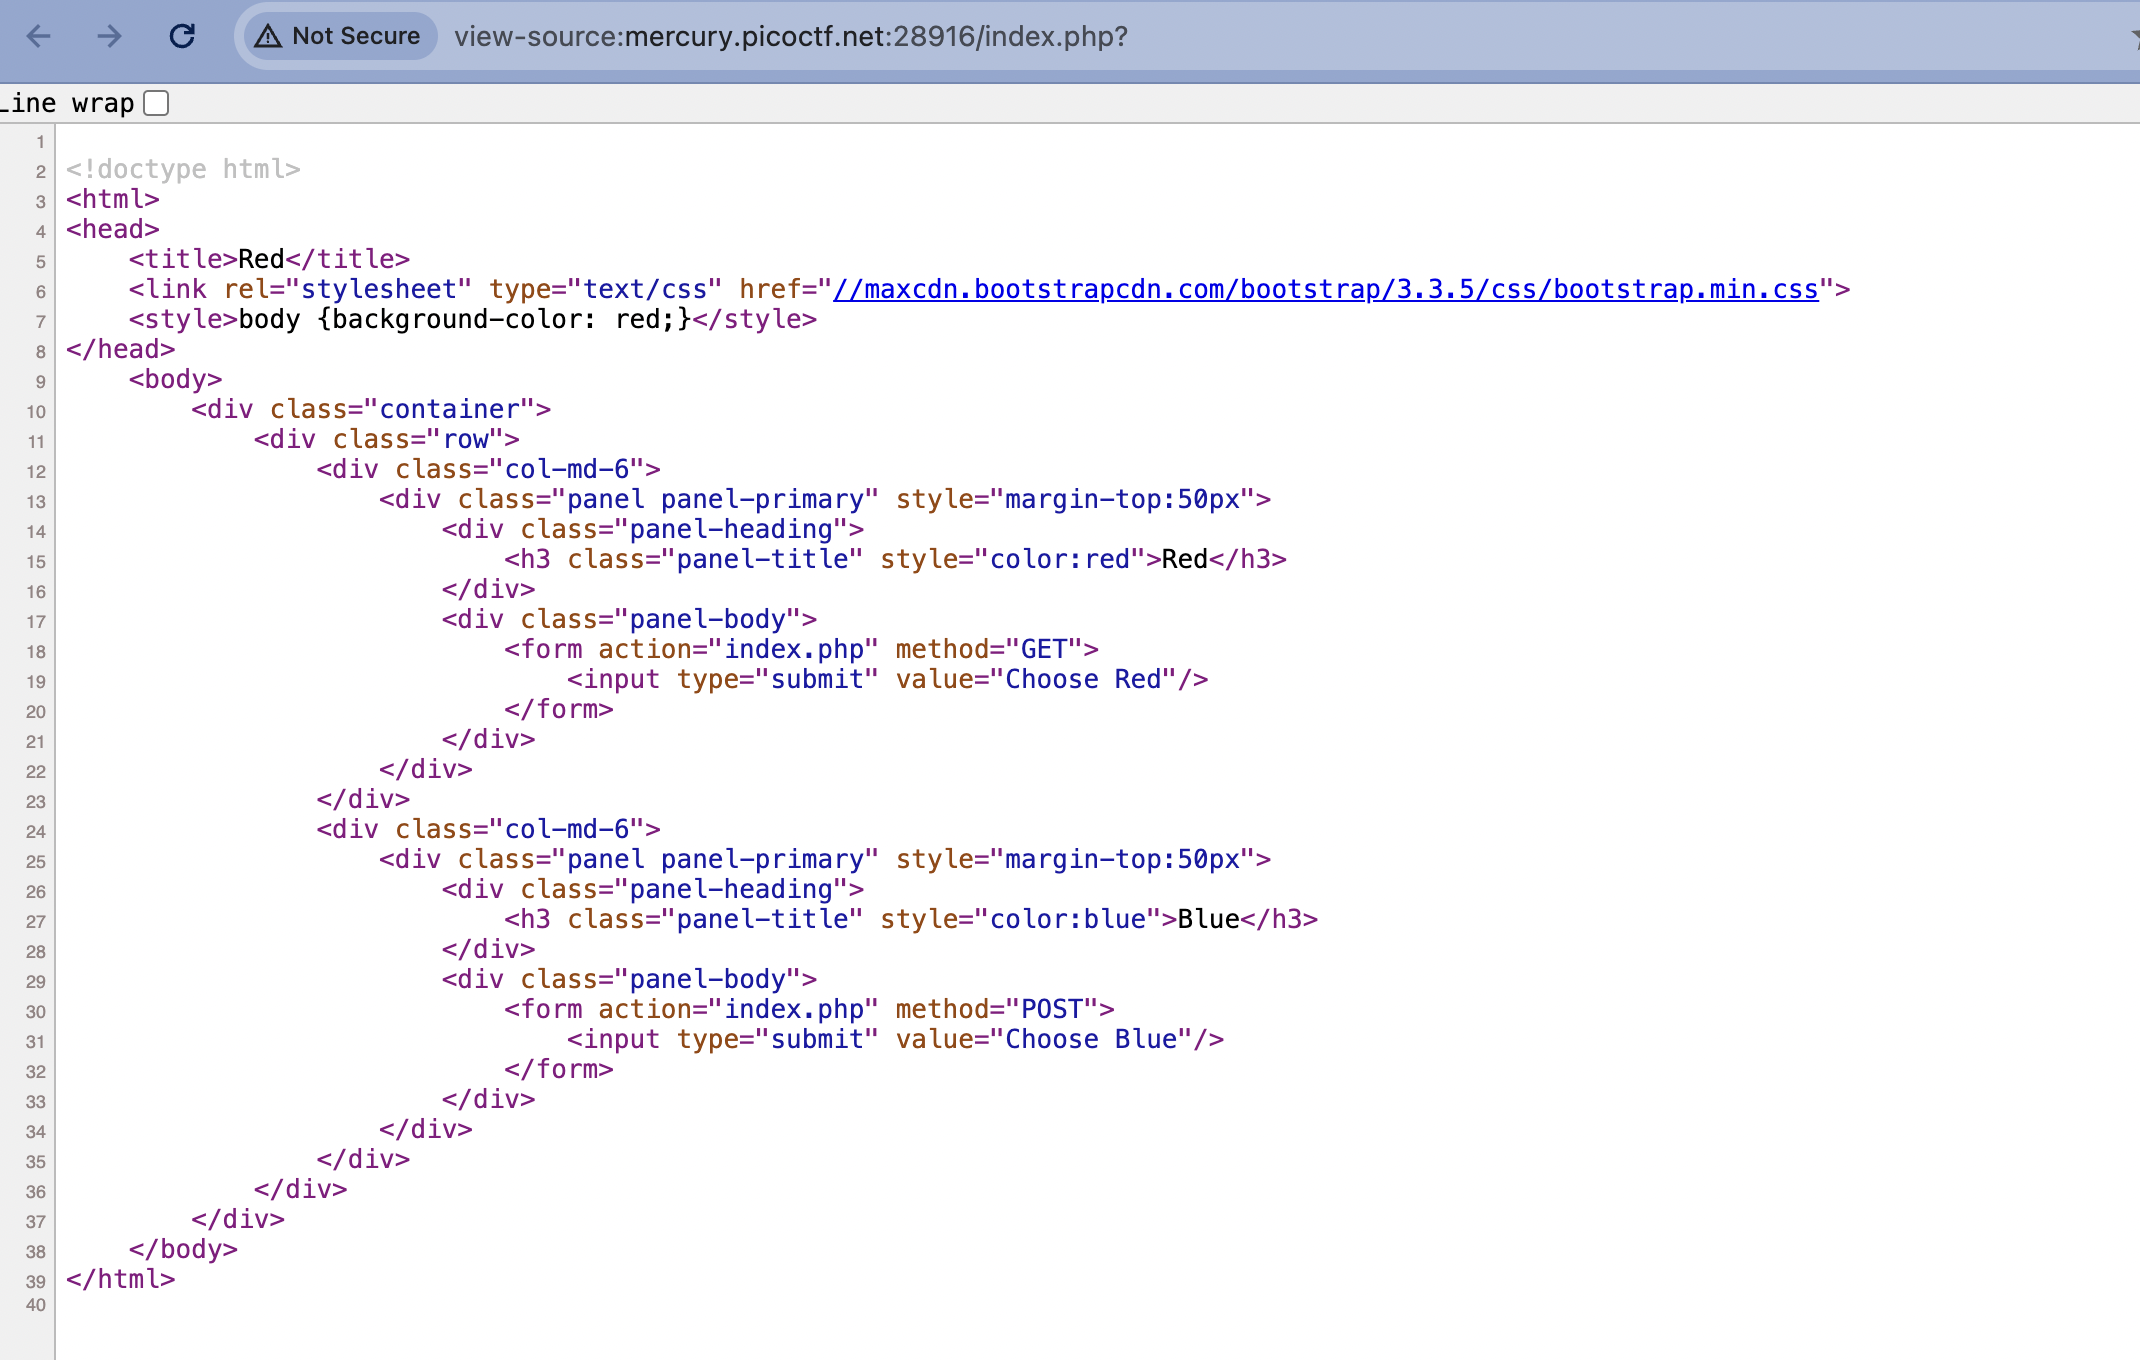 Not Secure view-source:mercury.picoctf.net:28916/index.php?
Line wrap
1
2 <!doctype html>
3 <html>
4 <head>
5     <title>Red</title>
6     <link rel="stylesheet" type="text/css" href="//maxcdn.bootstrapcdn.com/bootstrap/3.3.5/css/bootstrap.min.css">
7     <style>body {background-color: red;}</style>
8 </head>
9     <body>
10         <div class="container">
11             <div class="row">
12                 <div class="col-md-6">
13                     <div class="panel panel-primary" style="margin-top:50px">
14                         <div class="panel-heading">
15                             <h3 class="panel-title" style="color:red">Red</h3>
16                         </div>
17                         <div class="panel-body">
18                             <form action="index.php" method="GET">
19                                 <input type="submit" value="Choose Red"/>
20                             </form>
21                         </div>
22                     </div>
23                 </div>
24                 <div class="col-md-6">
25                     <div class="panel panel-primary" style="margin-top:50px">
26                         <div class="panel-heading">
27                             <h3 class="panel-title" style="color:blue">Blue</h3>
28                         </div>
29                         <div class="panel-body">
30                             <form action="index.php" method="POST">
31                                 <input type="submit" value="Choose Blue"/>
32                             </form>
33                         </div>
34                     </div>
35                 </div>
36             </div>
37         </div>
38     </body>
39 </html>
40